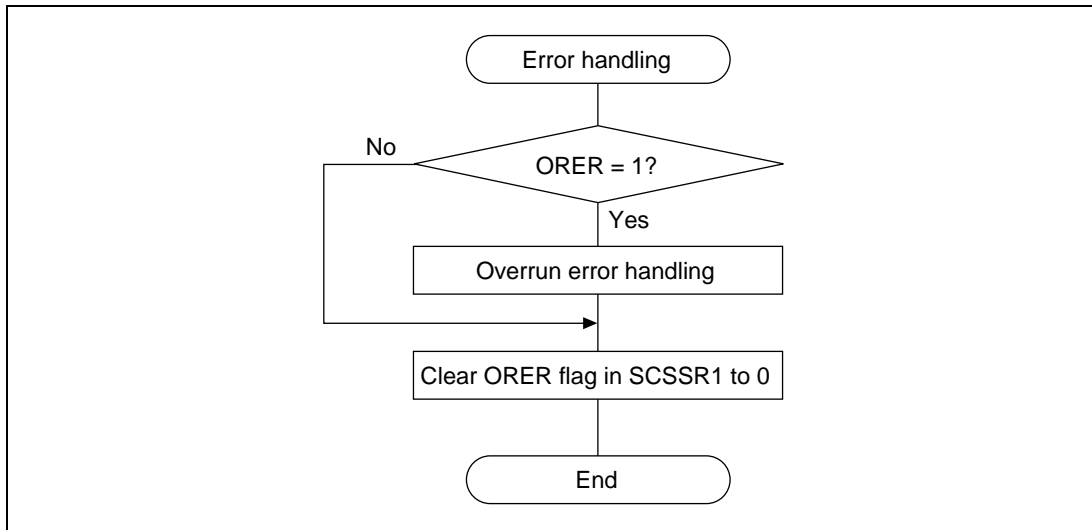 Error handling
No
ORER = 1?
Yes
Overrun error handling
Clear ORER flag in SCSSR1 to 0
End